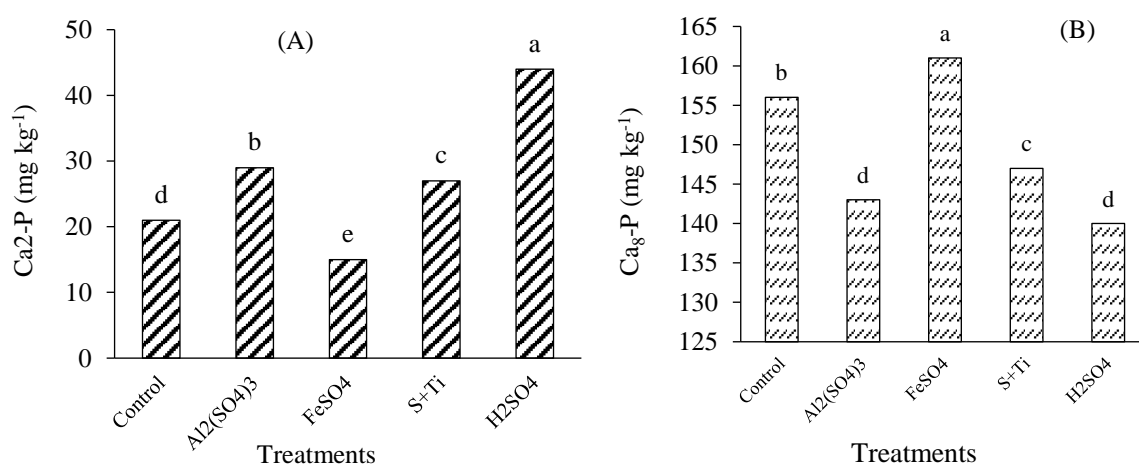 (A)
50
40
30
20
10
0
Ca2-P (mg kg-1)
d
b
e
c
a
Control
Al2(SO4)3
FeSO4
S+Ti
H2SO4
Treatments
(B)
165
160
155
150
145
140
135
130
125
Ca8-P (mg kg-1)
b
d
a
c
d
Control
Al2(SO4)3
FeSO4
S+Ti
H2SO4
Treatments